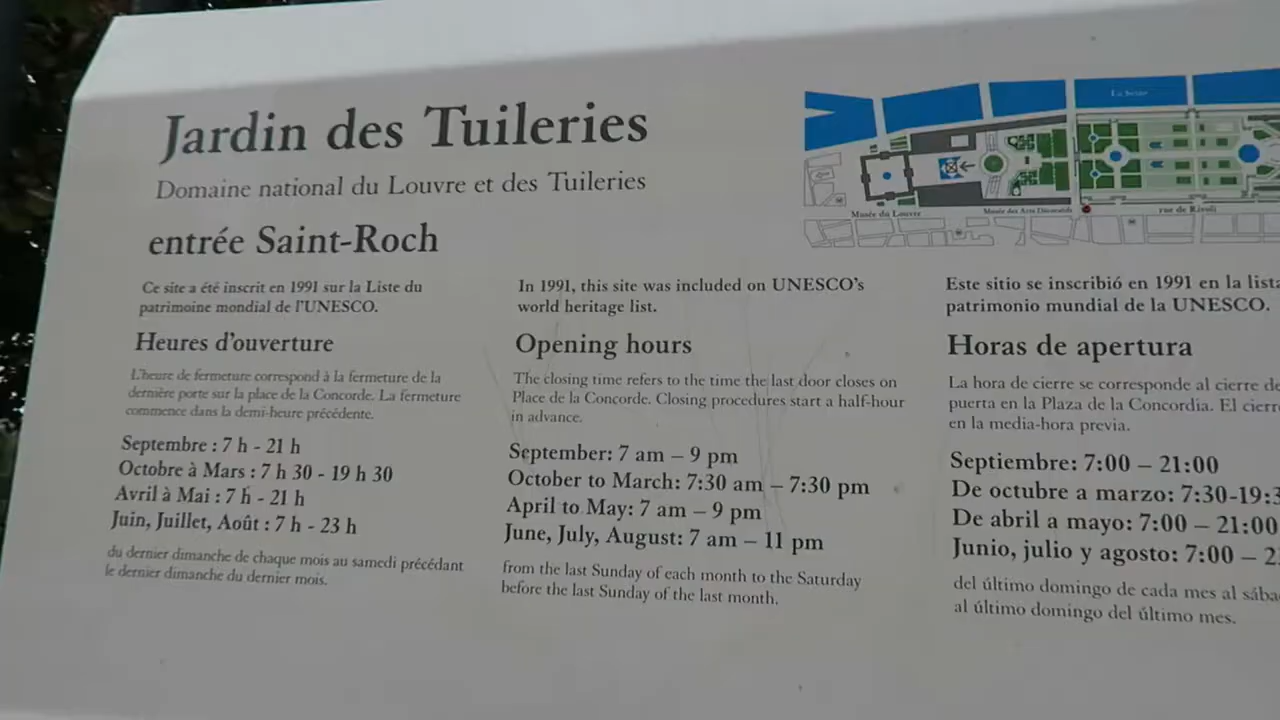 Jardin des Tuileries
Domaine national du Louvre et des Tuileries
entrée Saint-Roch
La Seine
Musée du Louvre
Musée des Arts Décoratifs
rue de Rivoli
Ce site a été inscrit en 1991 sur la Liste du
patrimoine mondial de l'UNESCO.
Heures d'ouverture
L'heure de fermeture correspond à la fermeture de la
dernière porte sur la place de la Concorde. La fermeture
commence dans la demi-heure précédente.
Septembre : 7 h - 21 h
Octobre à Mars : 7 h 30 - 19 h 30
Avril à Mai : 7 h - 21 h
Juin, Juillet, Août : 7 h - 23 h
du dernier dimanche de chaque mois au samedi précédant
le dernier dimanche du dernier mois.
In 1991, this site was included on UNESCO's
world heritage list.
Opening hours
The closing time refers to the time the last door closes on
Place de la Concorde. Closing procedures start a half-hour
in advance.
September: 7 am – 9 pm
October to March: 7:30 am – 7:30 pm
April to May: 7 am – 9 pm
June, July, August: 7 am – 11 pm
from the last Sunday of each month to the Saturday
before the last Sunday of the last month.
Este sitio se inscribió en 1991 en la lista
patrimonio mundial de la UNESCO.
Horas de apertura
La hora de cierre se corresponde al cierre de
puerta en la Plaza de la Concordia. El cierr
en la media-hora previa.
Septiembre: 7:00 – 21:00
De octubre a marzo: 7:30-19:3
De abril a mayo: 7:00 – 21:00
Junio, julio y agosto: 7:00 – 2
del último domingo de cada mes al sába
al último domingo del último mes.